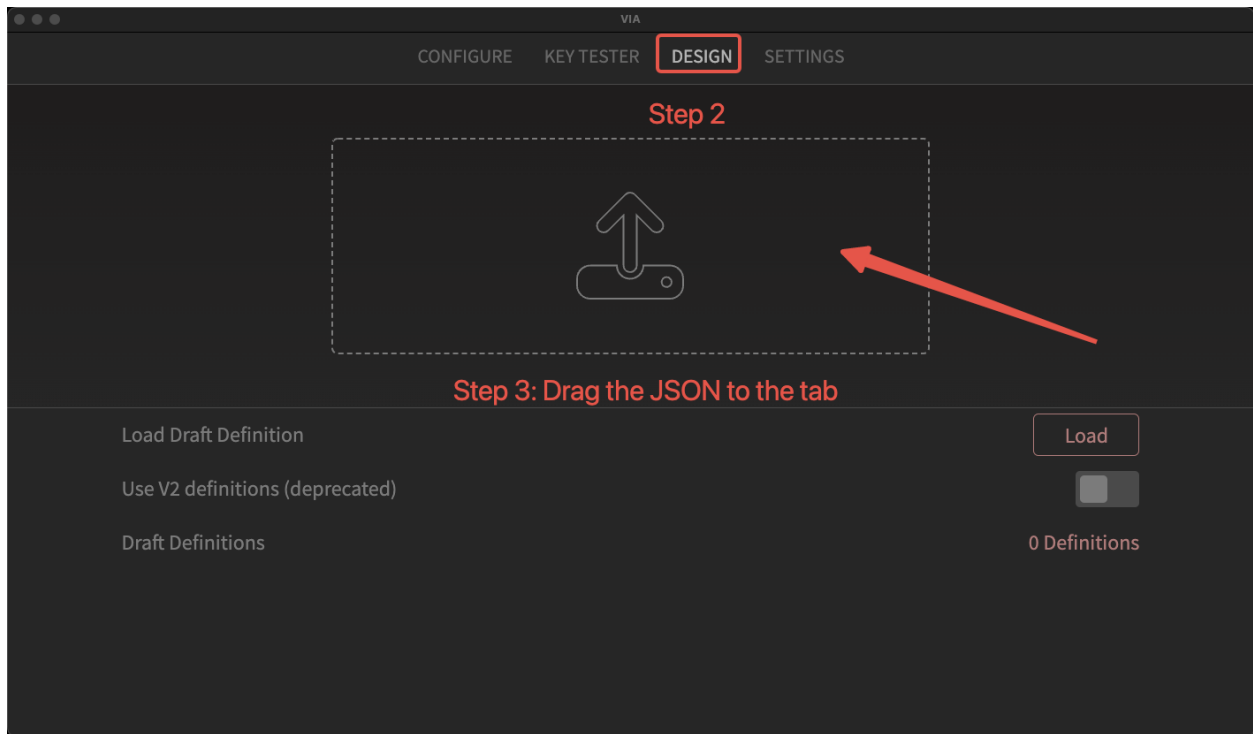 VIA
CONFIGURE KEY TESTER DESIGN SETTINGS
Step 2
Step 3: Drag the JSON to the tab
Load Draft Definition Load
Use V2 definitions (deprecated)
Draft Definitions 0 Definitions